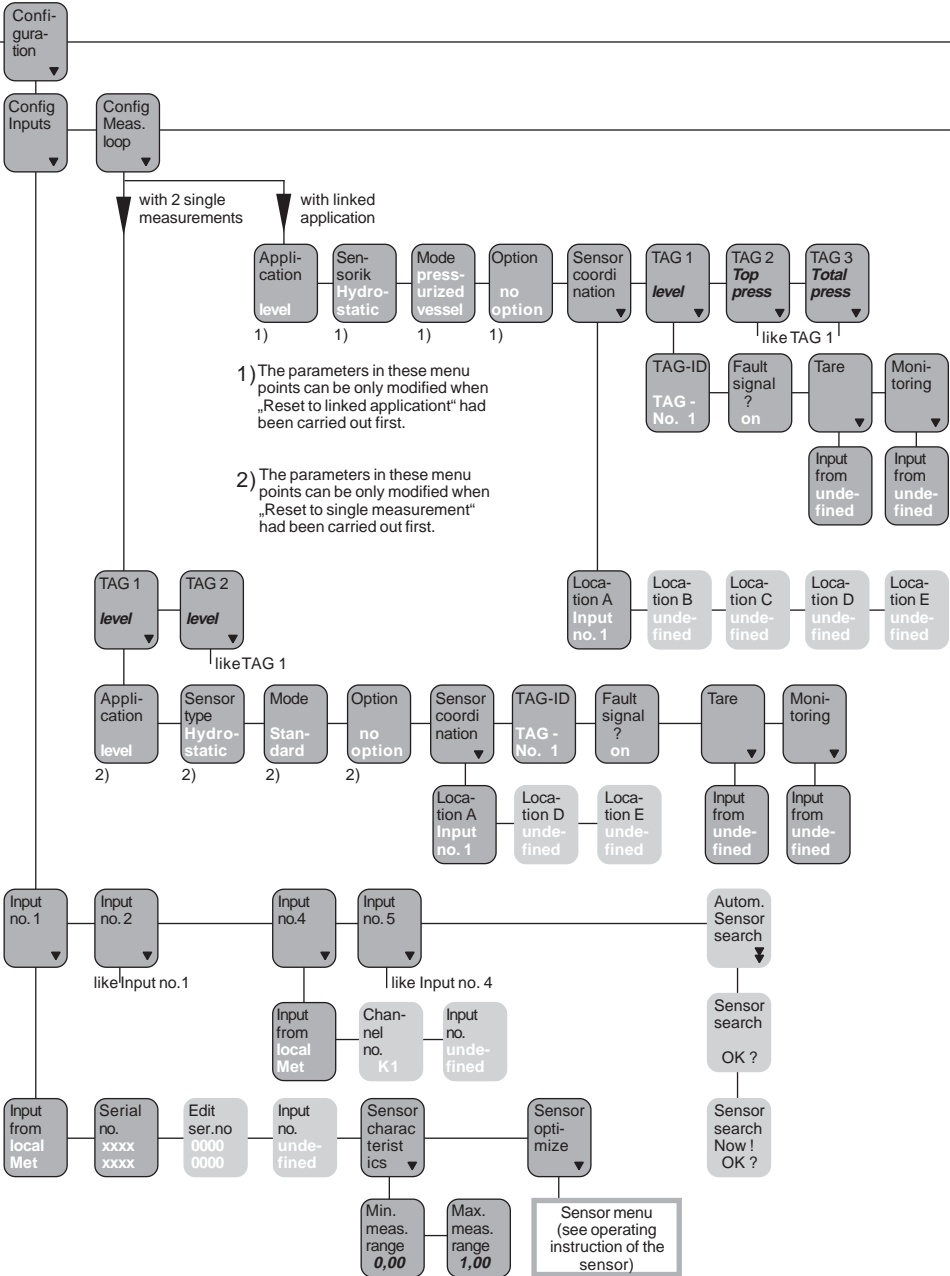 Confi-
gura-
tion
Config
Inputs
Config
Meas.
loop
with 2 single
measurements
with linked
application
Appli-
cation
level
1)
Sen-
sorik
Hydro-
static
1)
Mode
press-
urized
vessel
1)
Option
no
option
1)
Sensor
coordi
nation
TAG 1
level
TAG 2
Top
press
TAG 3
Total
press
like TAG 1
TAG-ID
TAG -
No. 1
Fault
signal
?
on
Tare
Moni-
toring
Input
from
unde-
fined
Input
from
unde-
fined
1) The parameters in these menu
points can be only modified when
„Reset to linked applicationt“ had
been carried out first.
2) The parameters in these menu
points can be only modified when
„Reset to single measurement“
had been carried out first.
Loca-
tion A
Input
no. 1
Loca-
tion B
unde-
fined
Loca-
tion C
unde-
fined
Loca-
tion D
unde-
fined
Loca-
tion E
unde-
fined
TAG 1
level
TAG 2
level
likeTAG 1
Appli-
cation
level
2)
Sensor
type
Hydro-
static
2)
Mode
Stan-
dard
2)
Option
no
option
2)
Sensor
coordi
nation
TAG-ID
TAG -
No. 1
Fault
signal
?
on
Tare
Moni-
toring
Loca-
tion A
Input
no. 1
Loca-
tion D
unde-
fined
Loca-
tion E
unde-
fined
Input
from
unde-
fined
Input
from
unde-
fined
Input
no. 1
Input
no. 2
like Input no.1
Input
no.4
Input
no. 5
like Input no. 4
Autom.
Sensor
search
Input
from
local
Met
Chan-
nel
no.
K1
Input
no.
unde-
fined
Sensor
search
OK ?
Input
from
local
Met
Serial
no.
xxxx
xxxx
Edit
ser.no
0000
0000
Input
no.
unde-
fined
Sensor
charac
terist
ics
Sensor
opti-
mize
Sensor
search
Now !
OK ?
Min.
meas.
range
0,00
Max.
meas.
range
1,00
Sensor menu
(see operating
instruction of the
sensor)